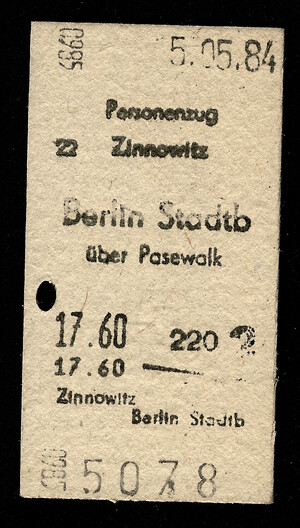 5.05.84
Personenzug
22 Zinnowitz
Berlin Stadtb
über Pasewalk
17.60 220 2
17.60
Zinnowitz
Berlin Stadtb
5078